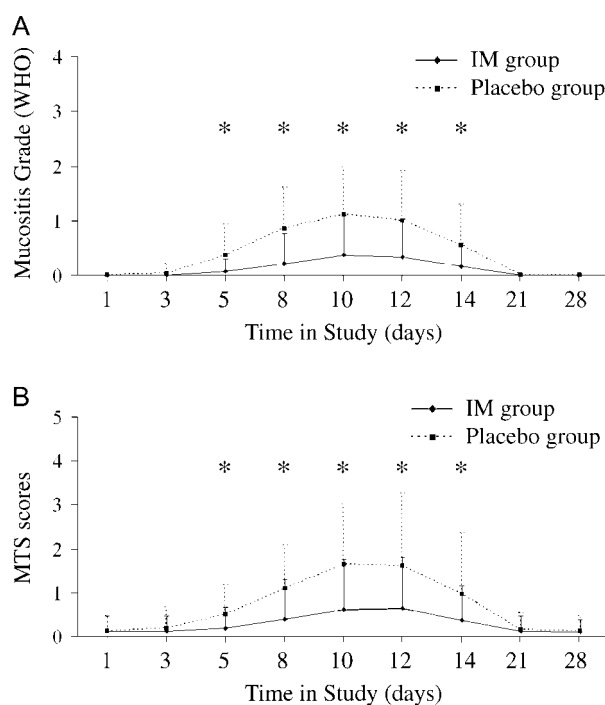 A
Mucositis Grade (WHO)
4
3
2
1
0
IM group
Placebo group
* * * * *
1 3 5 8 10 12 14 21 28
Time in Study (days)
B
MTS scores
5
4
3
2
1
0
IM group
Placebo group
* * * * *
1 3 5 8 10 12 14 21 28
Time in Study (days)